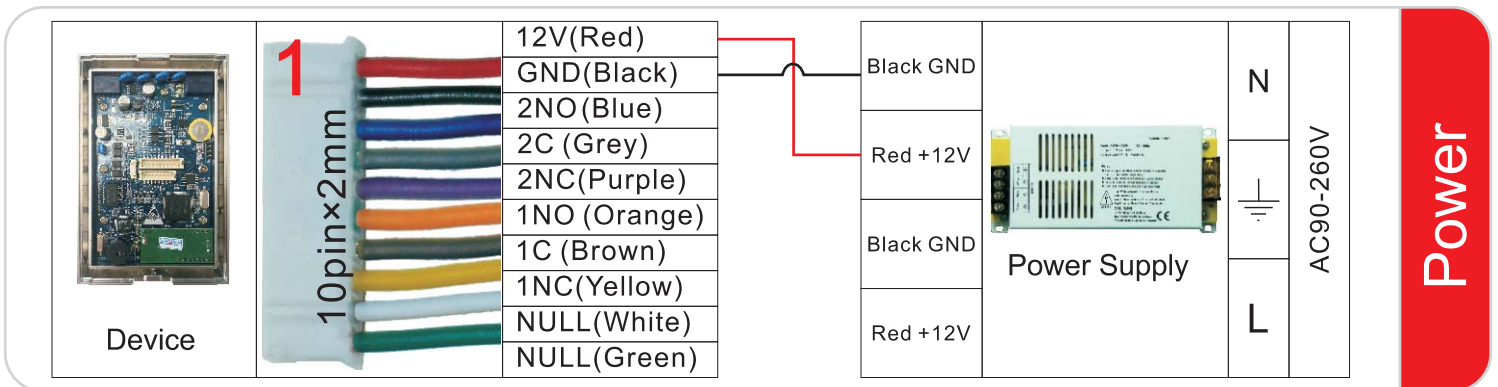 Device
1
10pin×2mm
12V(Red)
GND(Black)
2NO(Blue)
2C (Grey)
2NC(Purple)
1NO (Orange)
1C (Brown)
1NC(Yellow)
NULL(White)
NULL(Green)
Black GND
Red +12V
Black GND
Red +12V
Power Supply
N
L
AC90-260V
Power